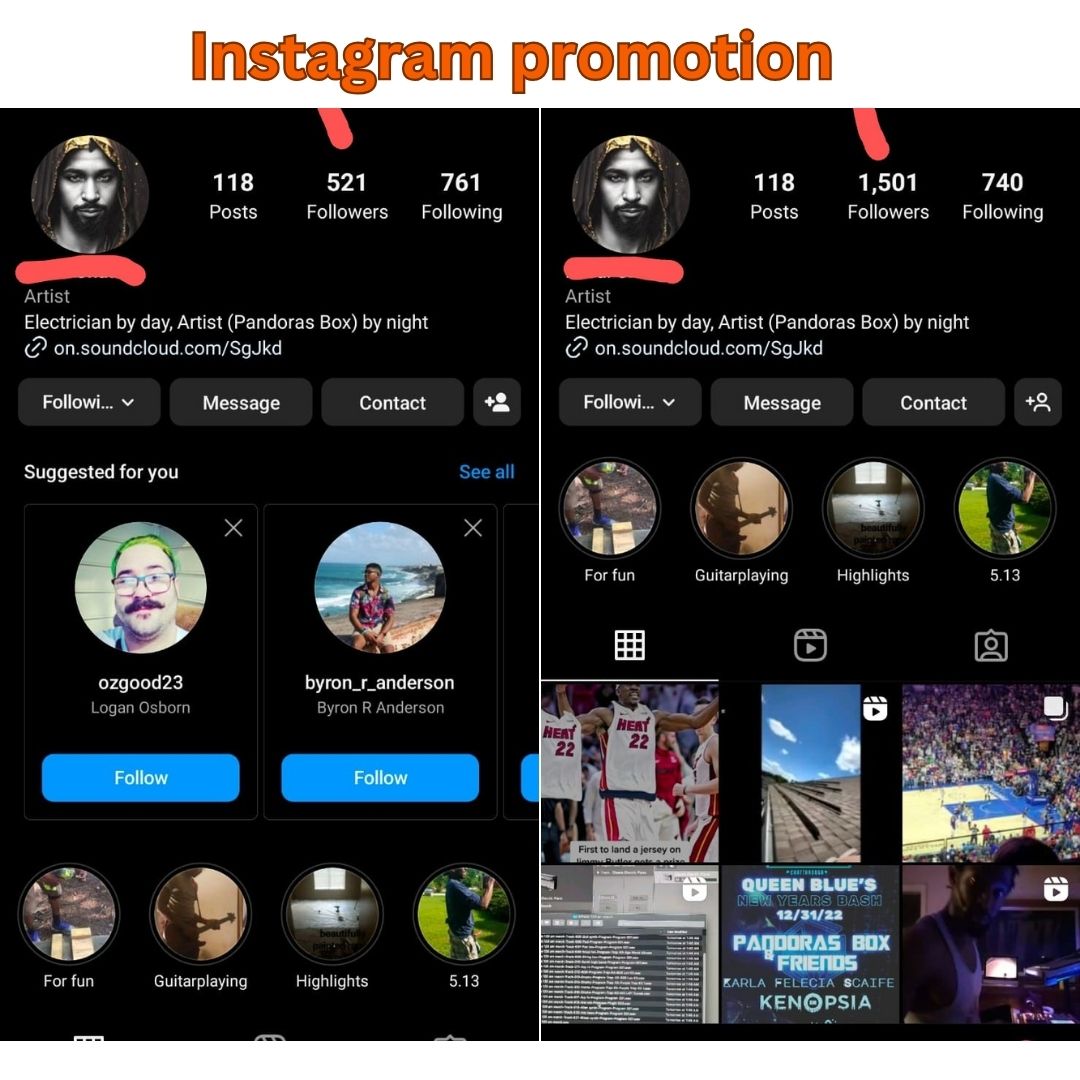 Instagram promotion
118
521
761
Posts
Followers
Following
Artist
Electrician by day, Artist (Pandoras Box) by night
on.soundcloud.com/SgJkd
Followi...
Message
Contact
Suggested for you
See all
ozgood23
Logan Osborn
Follow
byron_r_anderson
Byron R Anderson
Follow
For fun
Guitarplaying
beautifully
Highlights
5.13
118
1,501
740
Posts
Followers
Following
Artist
Electrician by day, Artist (Pandoras Box) by night
on.soundcloud.com/SgJkd
Followi...
Message
Contact
For fun
Guitarplaying
beautifully
Highlights
5.13
HEAT
22
HEAT
22
First to land a jersey on
Jimmy Butler gets a prize
QUEEN BLUE'S
NEW YEARS BASH
12/31/22
PANDORAS BOX
& FRIENDS
KARLA FELECIA SCAIFE
KENOPSIA